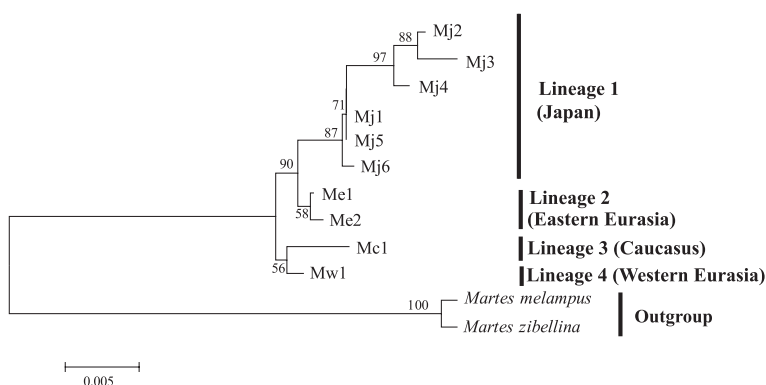 Mj2
88
Mj3
97
Mj4
Lineage 1
(Japan)
71
Mj1
87
Mj5
Mj6
90
Me1
58
Me2
Lineage 2
(Eastern Eurasia)
Mc1
Lineage 3 (Caucasus)
56
Mw1
Lineage 4 (Western Eurasia)
100
Martes melampus
Martes zibellina
Outgroup
0.005